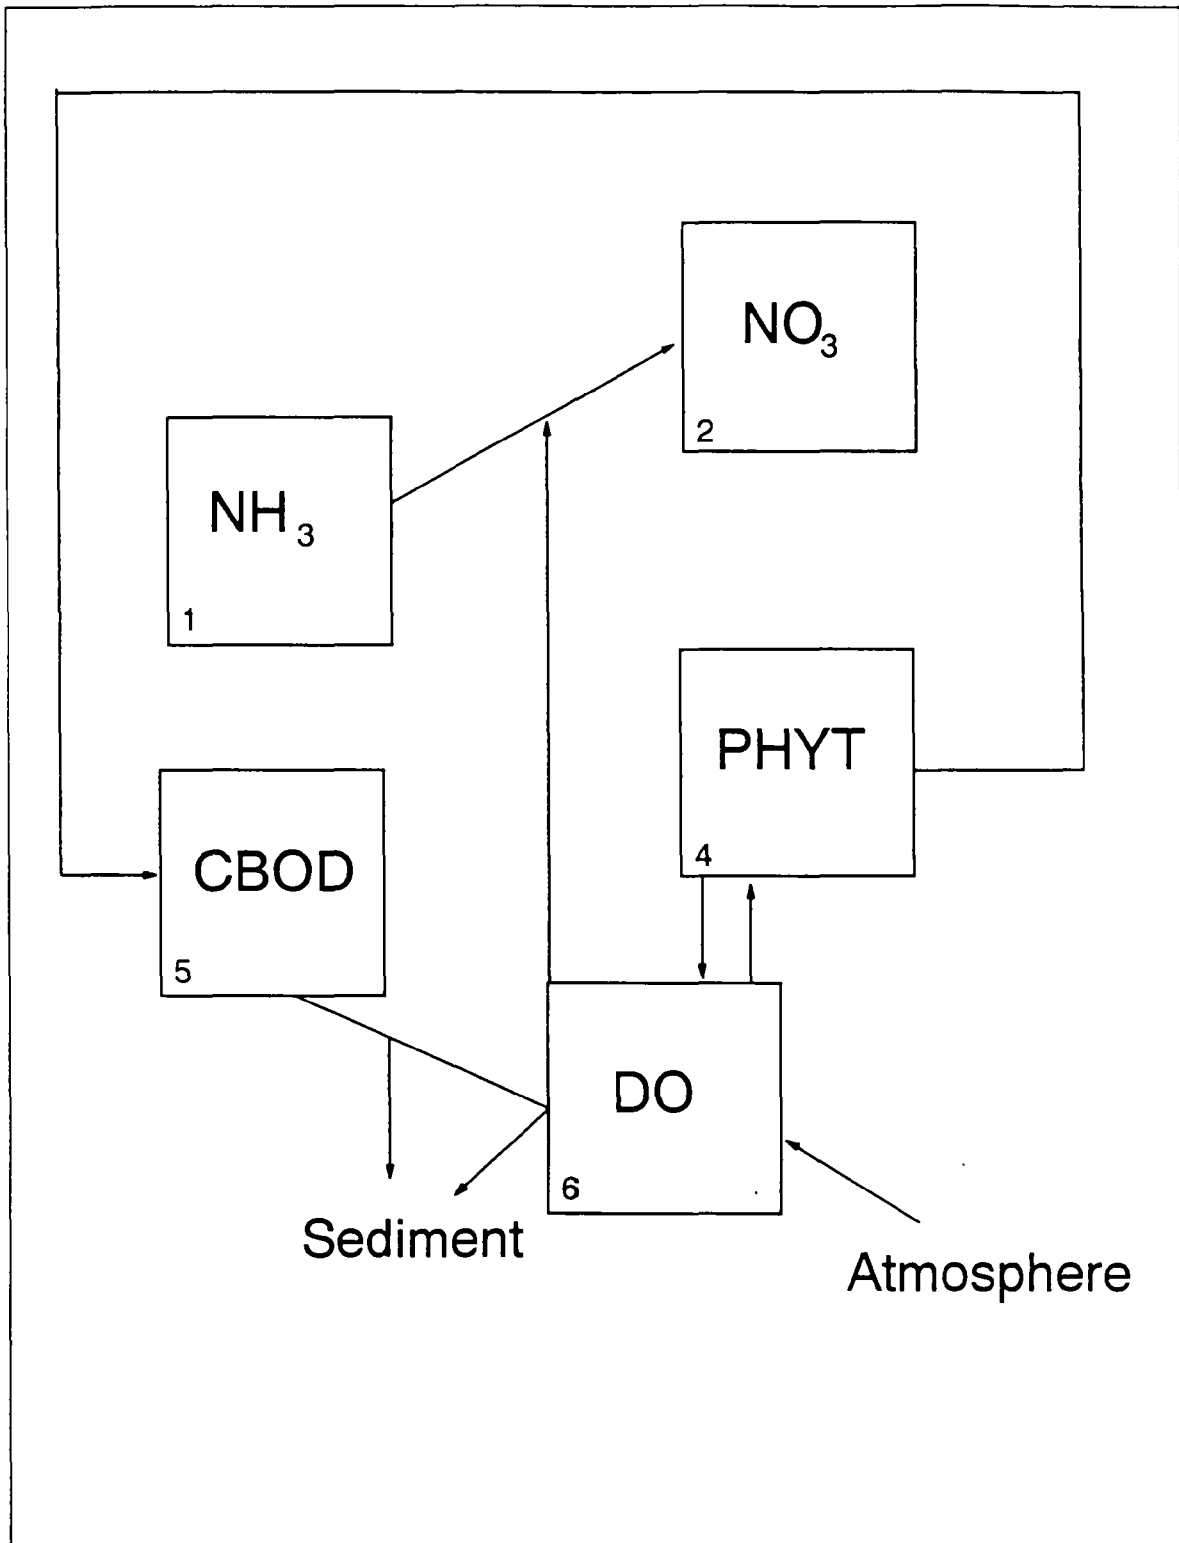 NO₃
2
NH₃
1
PHYT
4
CBOD
5
DO
6
Sediment
Atmosphere